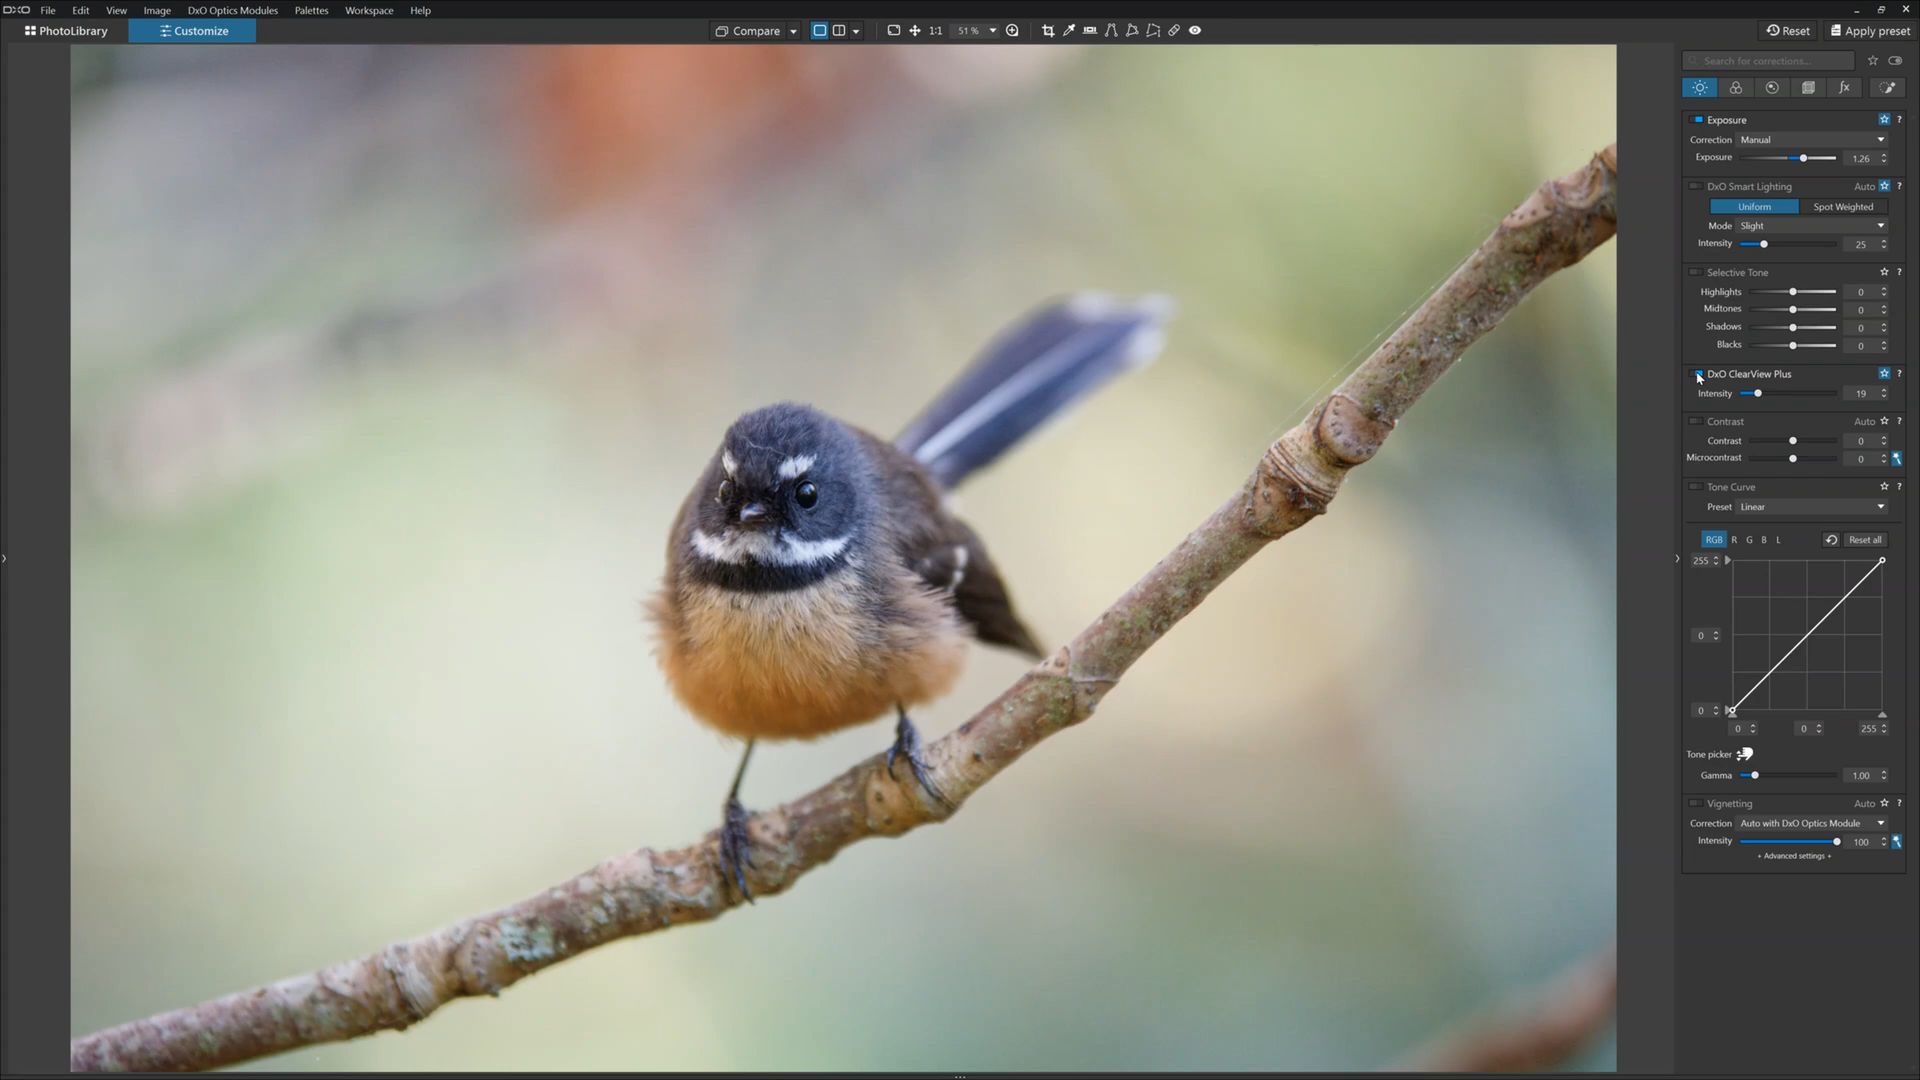 DXO File Edit View Image DxO Optics Modules Palettes Workspace Help
PhotoLibrary Customize Compare 1:1 51 % Reset Apply preset
Search for corrections...
fx
Exposure ?
Correction Manual
Exposure 1.26
DxO Smart Lighting Auto ?
Uniform Spot Weighted
Mode Slight
Intensity 25
Selective Tone ?
Highlights 0
Midtones 0
Shadows 0
Blacks 0
DxO ClearView Plus ?
Intensity 19
Contrast Auto ?
Contrast 0
Microcontrast 0
Tone Curve ?
Preset Linear
RGB R G B L Reset all
255
0
0
0 0 255
Tone picker
Gamma 1.00
Vignetting Auto ?
Correction Auto with DxO Optics Module
Intensity 100
+ Advanced settings +